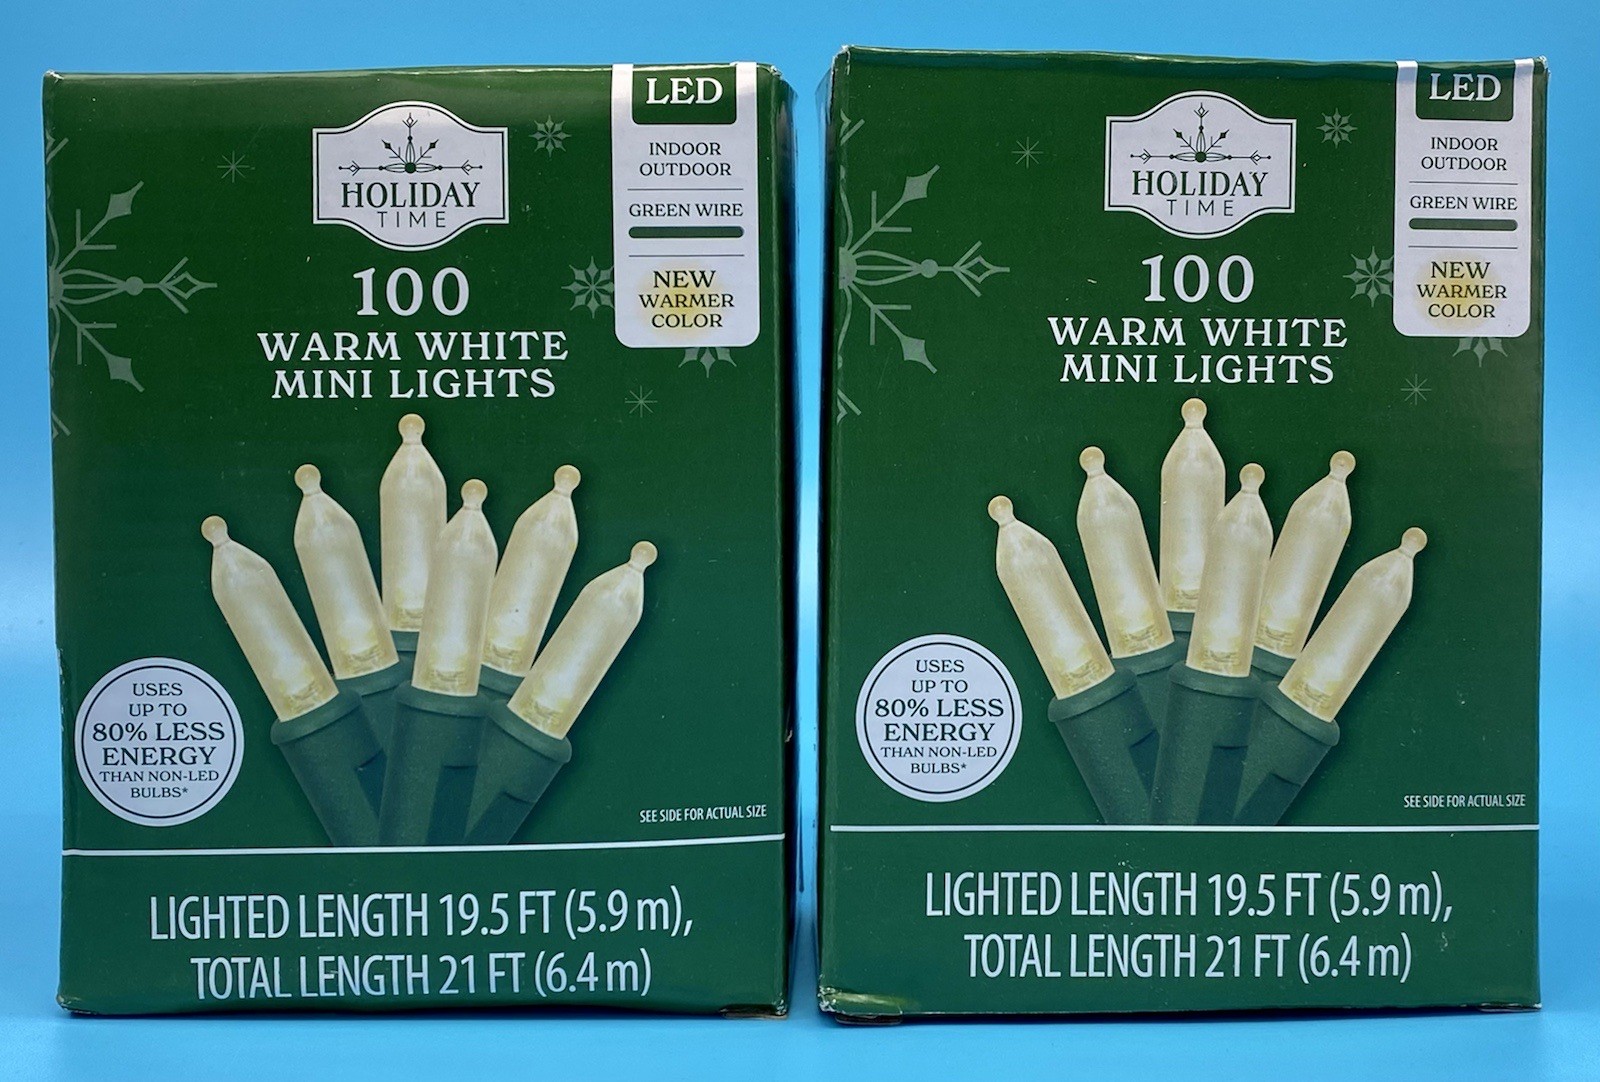 HOLIDAY
TIME
100
WARM WHITE
MINI LIGHTS
LED
INDOOR
OUTDOOR
GREEN WIRE
NEW
WARMER
COLOR
USES
UP TO
80% LESS
ENERGY
THAN NON-LED
BULBS*
SEE SIDE FOR ACTUAL SIZE
LIGHTED LENGTH 19.5 FT (5.9 m),
TOTAL LENGTH 21 FT (6.4 m)
HOLIDAY
TIME
100
WARM WHITE
MINI LIGHTS
LED
INDOOR
OUTDOOR
GREEN WIRE
NEW
WARMER
COLOR
USES
UP TO
80% LESS
ENERGY
THAN NON-LED
BULBS*
SEE SIDE FOR ACTUAL SIZE
LIGHTED LENGTH 19.5 FT (5.9 m),
TOTAL LENGTH 21 FT (6.4 m)